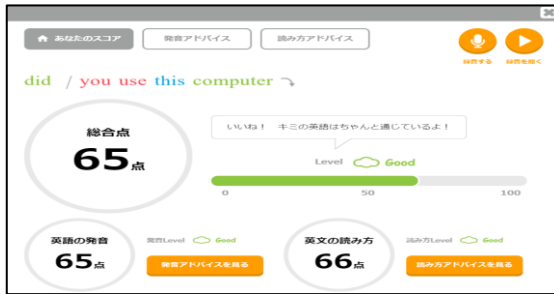 あなたのスコア 発音アドバイス 読み方アドバイス
録音する 録音を聴く
did / you use this computer
いいね！ キミの英語はちゃんと通じているよ！
総合点
65点
Level Good
0 50 100
英語の発音
65点
発音Level Good
発音アドバイスを見る
英文の読み方
66点
読み方Level Good
読み方アドバイスを見る